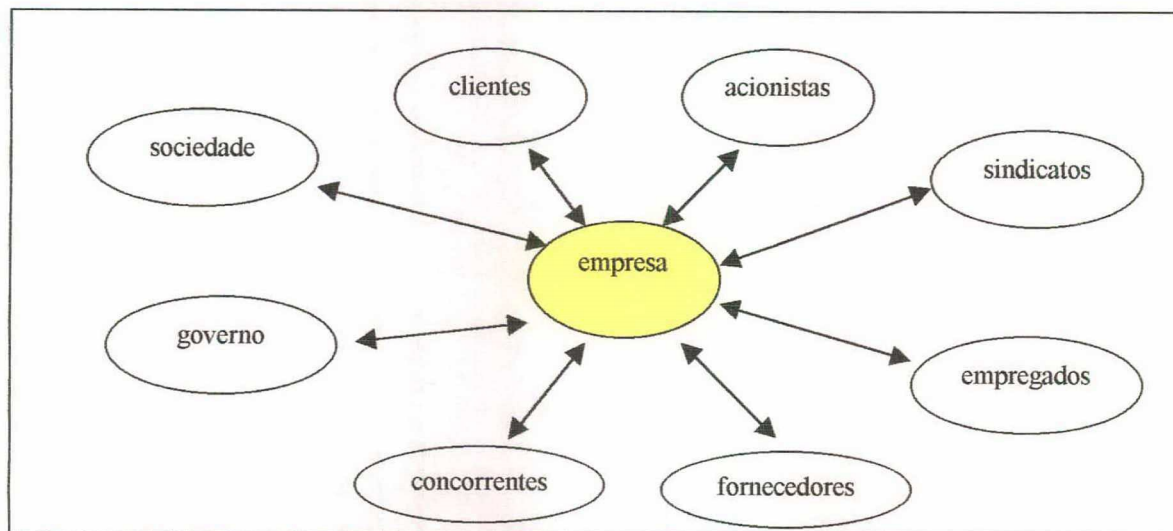 clientes
acionistas
sociedade
sindicatos
empresa
governo
empregados
concorrentes
fornecedores